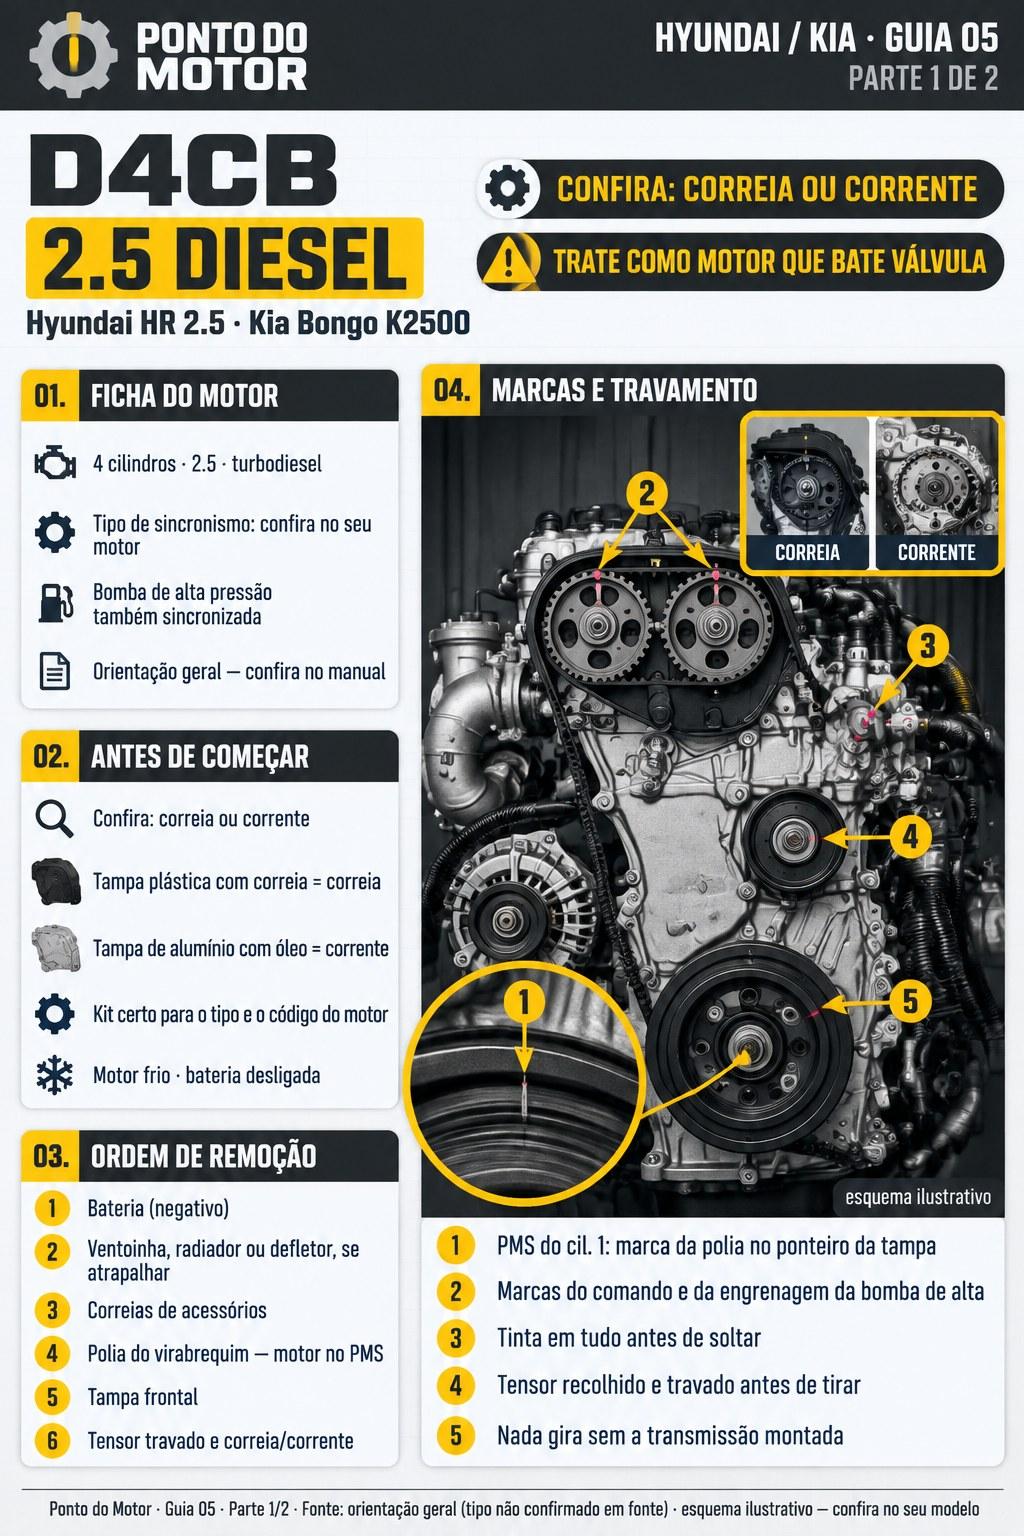 PONTO DO
MOTOR
HYUNDAI / KIA · GUIA 05
PARTE 1 DE 2
D4CB
2.5 DIESEL
Hyundai HR 2.5 · Kia Bongo K2500
CONFIRA: CORREIA OU CORRENTE
TRATE COMO MOTOR QUE BATE VÁLVULA
01. FICHA DO MOTOR
4 cilindros · 2.5 · turbodiesel
Tipo de sincronismo: confira no seu
motor
Bomba de alta pressão
também sincronizada
Orientação geral — confira no manual
02. ANTES DE COMEÇAR
Confira: correia ou corrente
Tampa plástica com correia = correia
Tampa de alumínio com óleo = corrente
Kit certo para o tipo e o código do motor
Motor frio · bateria desligada
03. ORDEM DE REMOÇÃO
1 Bateria (negativo)
2 Ventoinha, radiador ou defletor, se
atrapalhar
3 Correias de acessórios
4 Polia do virabrequim — motor no PMS
5 Tampa frontal
6 Tensor travado e correia/corrente
04. MARCAS E TRAVAMENTO
CORREIA
CORRENTE
2
3
4
5
1
esquema ilustrativo
1 PMS do cil. 1: marca da polia no ponteiro da tampa
2 Marcas do comando e da engrenagem da bomba de alta
3 Tinta em tudo antes de soltar
4 Tensor recolhido e travado antes de tirar
5 Nada gira sem a transmissão montada
Ponto do Motor · Guia 05 · Parte 1/2 · Fonte: orientação geral (tipo não confirmado em fonte) · esquema ilustrativo — confira no seu modelo